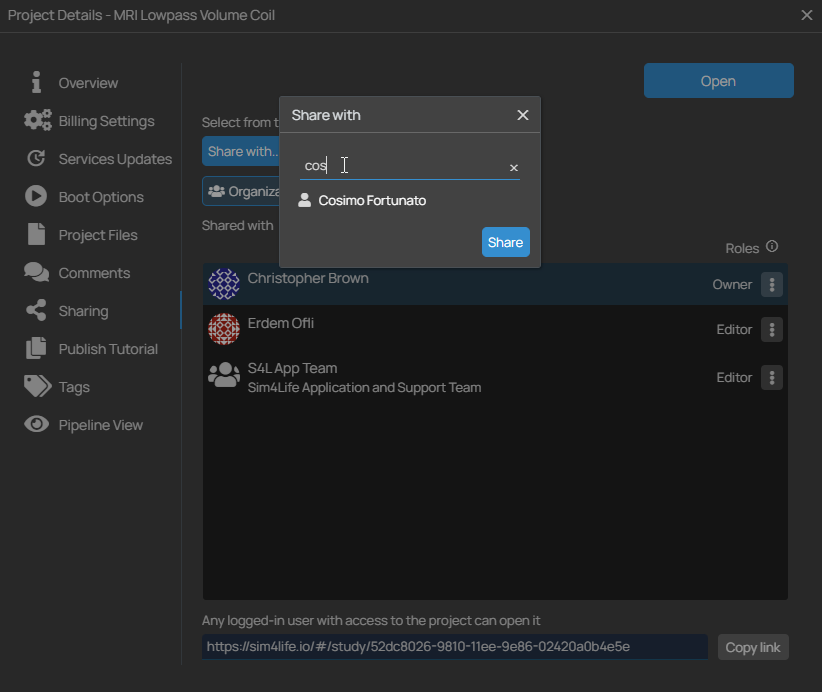 Project Details - MRI Lowpass Volume Coil
Overview
Billing Settings
Services Updates
Boot Options
Project Files
Comments
Sharing
Publish Tutorial
Tags
Pipeline View
Open
Select from t
Share with..
Organiza
Shared with
Share with
cos
Cosimo Fortunato
Share
Roles
Christopher Brown
Owner
Erdem Ofli
Editor
S4L App Team
Sim4Life Application and Support Team
Editor
Any logged-in user with access to the project can open it
https://sim4life.io/#/study/52dc8026-9810-11ee-9e86-02420a0b4e5e
Copy link